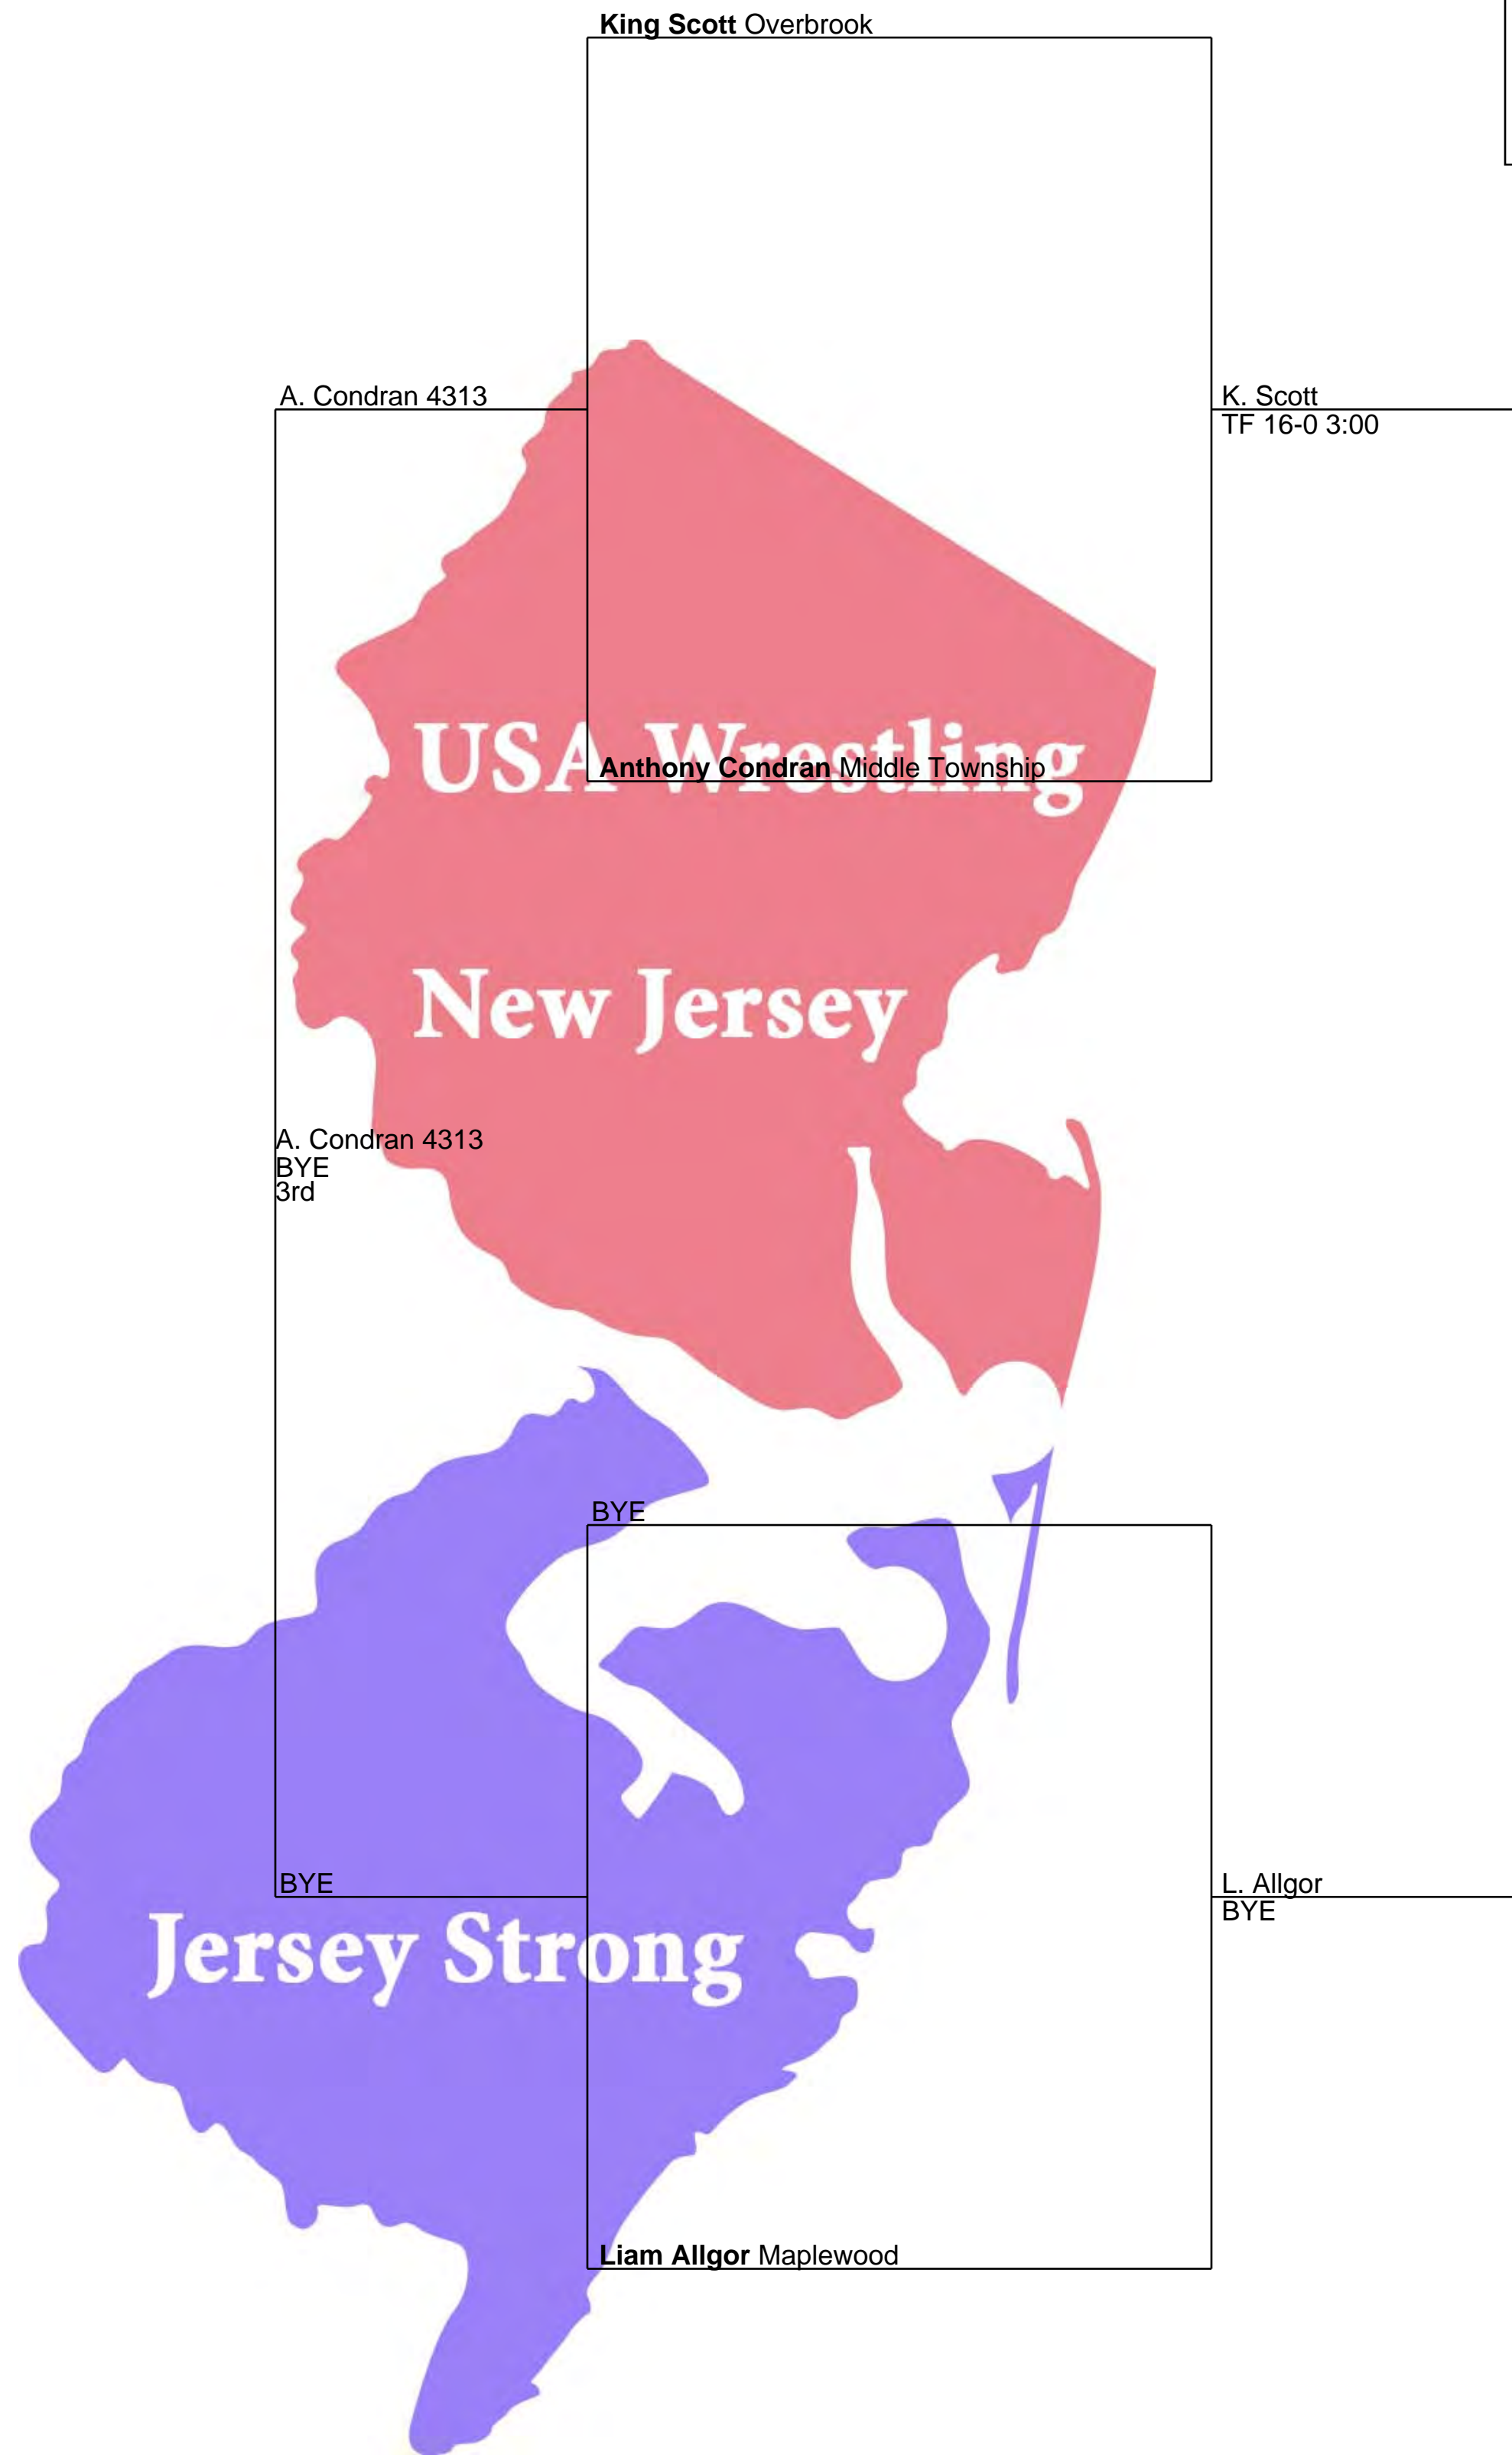 King Scott Overbrook
A. Condran 4313
K. Scott
TF 16-0 3:00
USA Wrestling
Anthony Condran Middle Township
New Jersey
A. Condran 4313
BYE
3rd
BYE
BYE
L. Allgor
BYE
Jersey Strong
Liam Allgor Maplewood